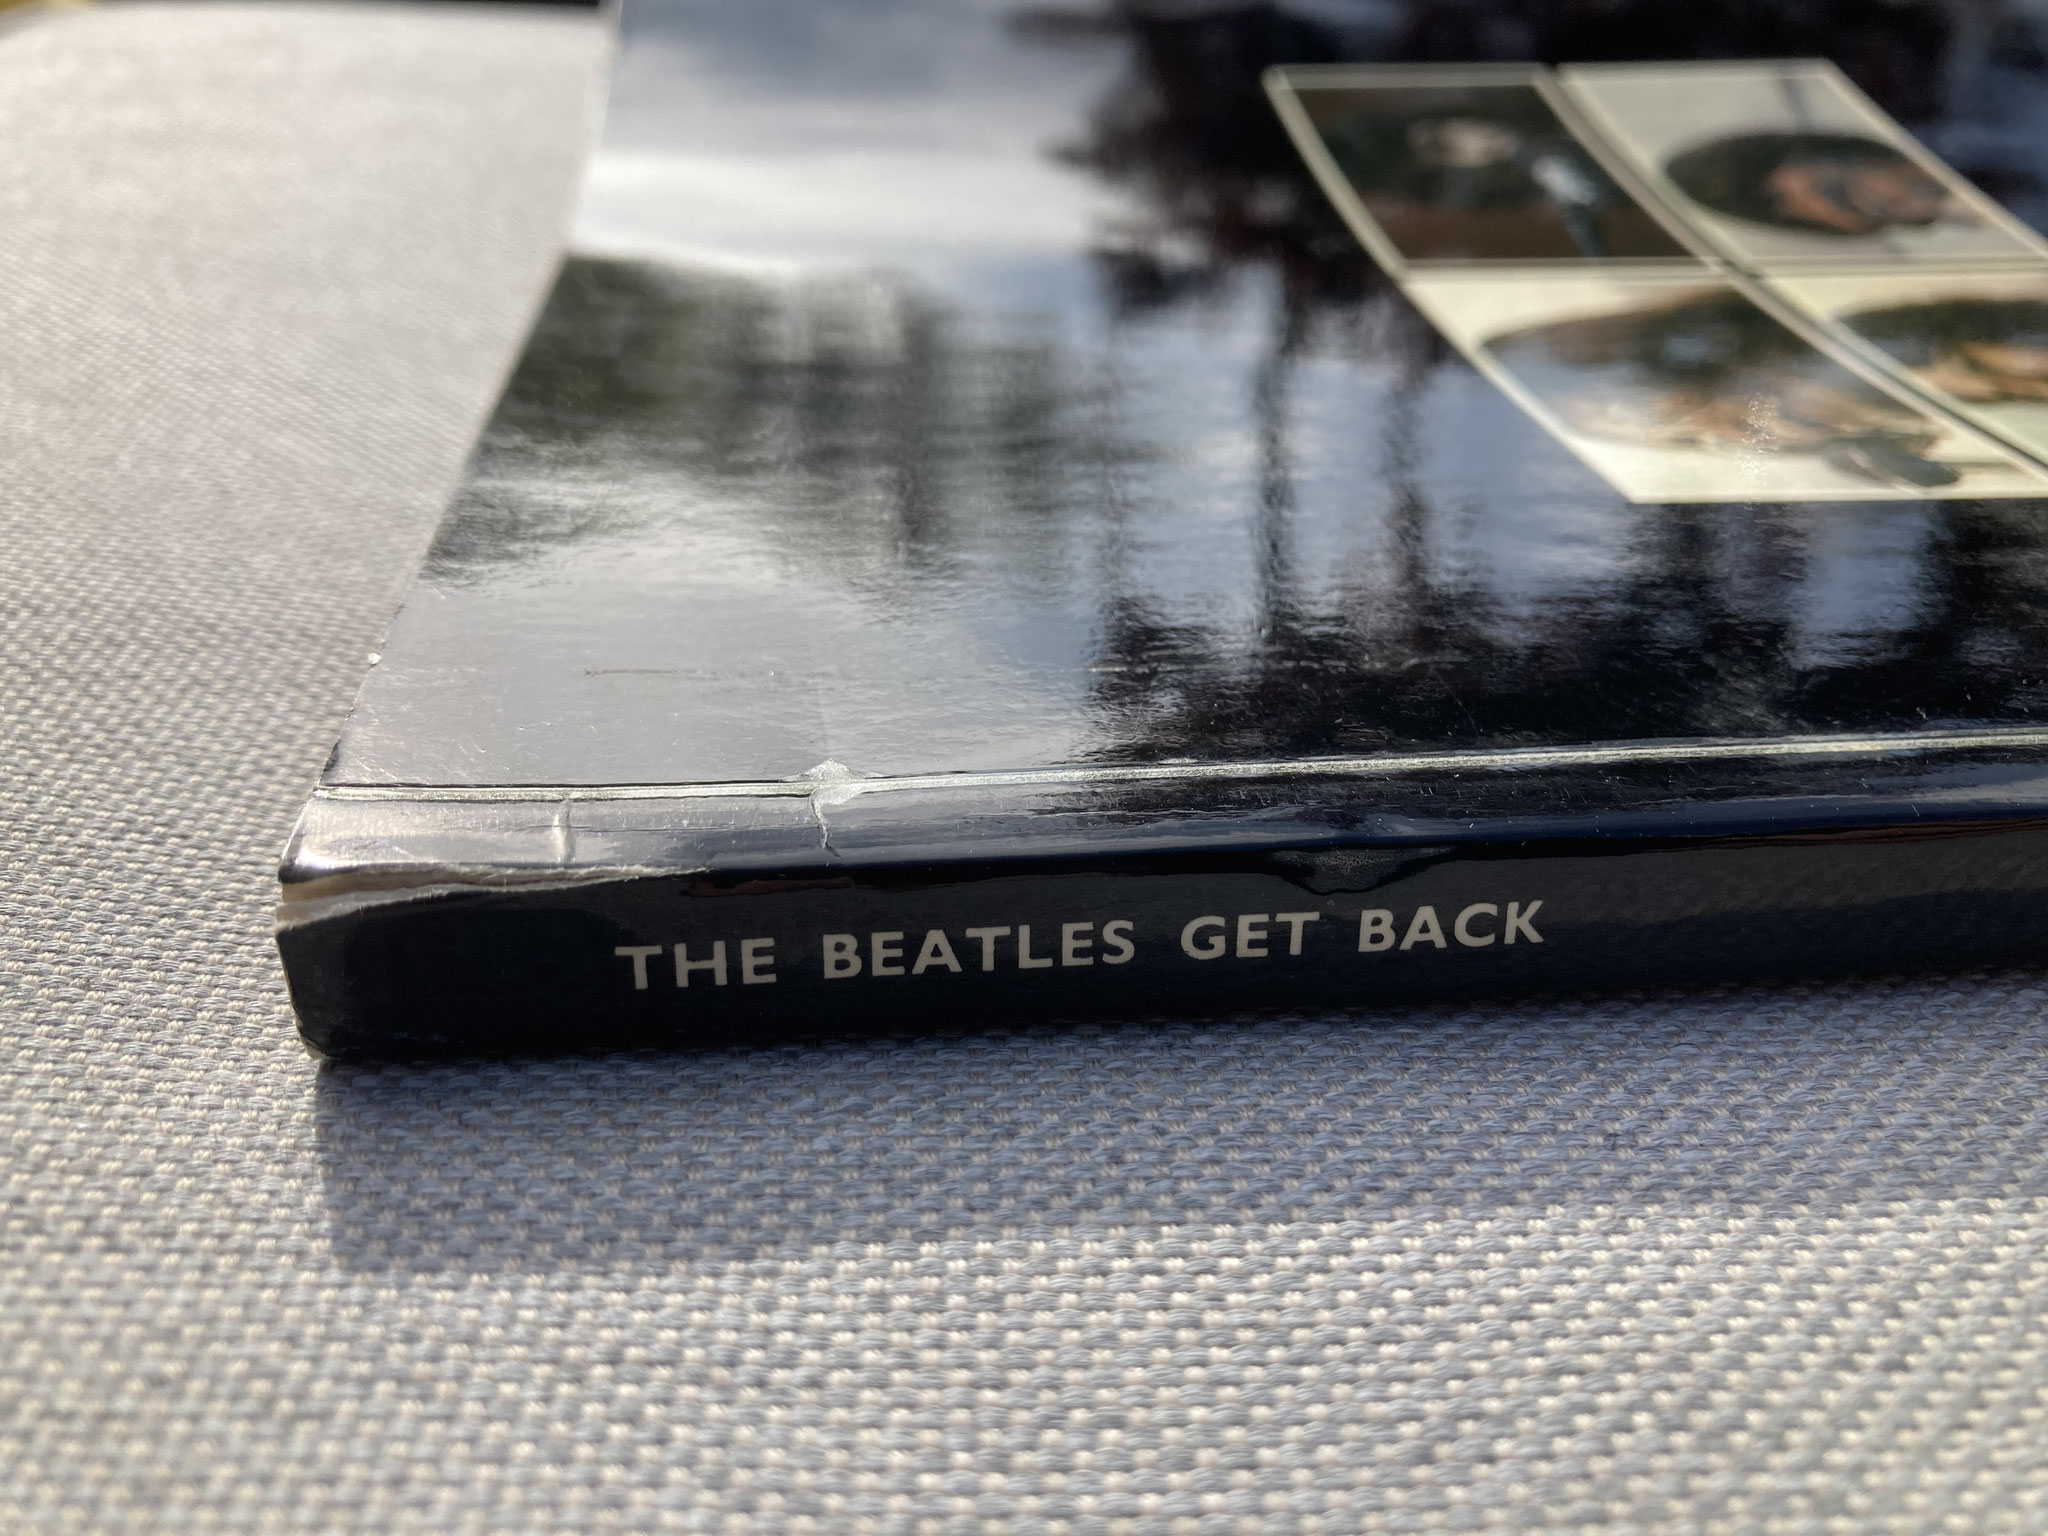 THE BEATLES GET BACK